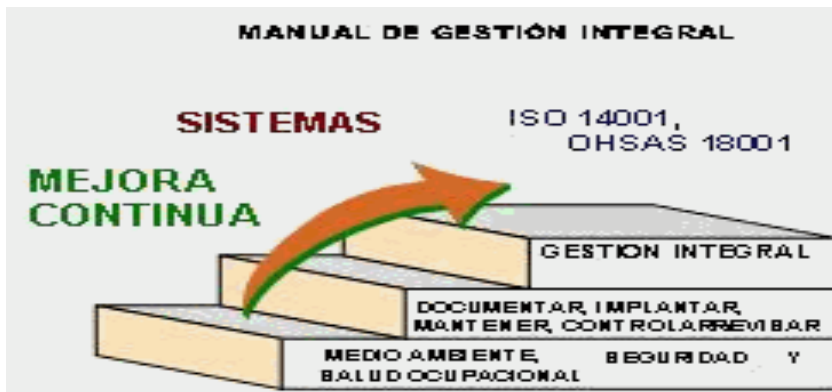 MANUAL DE GESTIÓN INTEGRAL
SISTEMAS
ISO 14001,
OHSAS 18001
MEJORA
CONTINUA
GESTION INTEGRAL
DOCUMENTAR, IMPLANTAR,
MANTENER, CONTROLAR REVISAR
MEDIO AMBIENTE, SEGURIDAD Y
SALUD OCUPACIONAL